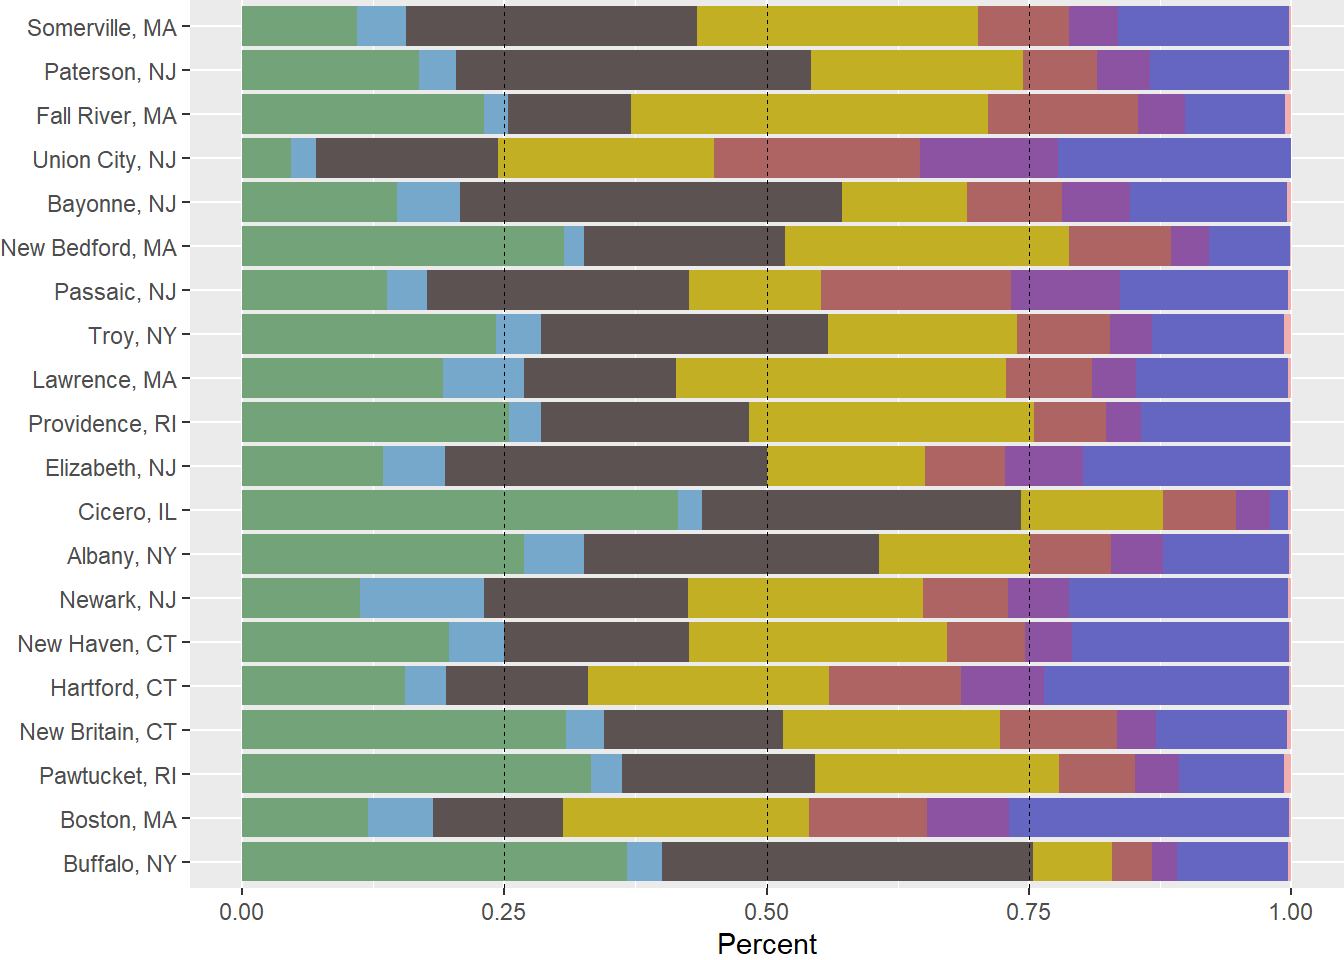 Somerville, MA
Paterson, NJ
Fall River, MA
Union City, NJ
Bayonne, NJ
New Bedford, MA
Passaic, NJ
Troy, NY
Lawrence, MA
Providence, RI
Elizabeth, NJ
Cicero, IL
Albany, NY
Newark, NJ
New Haven, CT
Hartford, CT
New Britain, CT
Pawtucket, RI
Boston, MA
Buffalo, NY
0.00 0.25 0.50 0.75 1.00
Percent